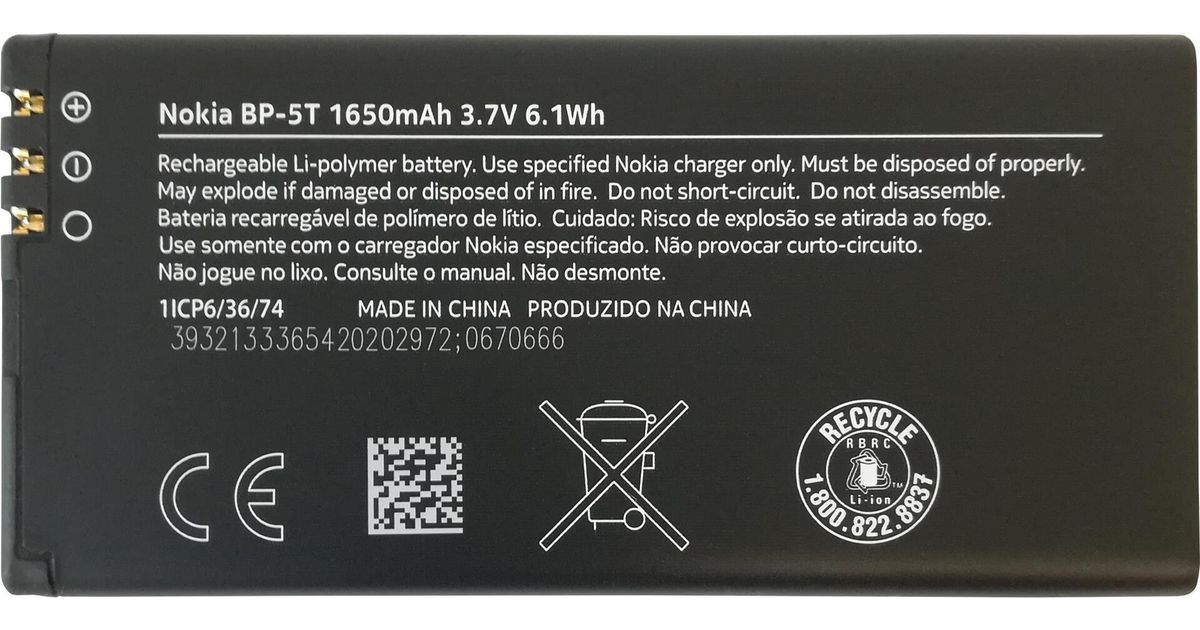 Nokia BP-5T 1650mAh 3.7V 6.1Wh
Rechargeable Li-polymer battery. Use specified Nokia charger only. Must be disposed of properly.
May explode if damaged or disposed of in fire. Do not short-circuit. Do not disassemble.
Bateria recarregável de polímero de lítio. Cuidado: Risco de explosão se atirada ao fogo.
Use somente com o carregador Nokia especificado. Não provocar curto-circuito.
Não jogue no lixo. Consulte o manual. Não desmonte.
1ICP6/36/74 MADE IN CHINA PRODUZIDO NA CHINA
3932133365420202972;0670666
CE
RECYCLE
RBRC
Li-ion
TM
1.800.822.8837